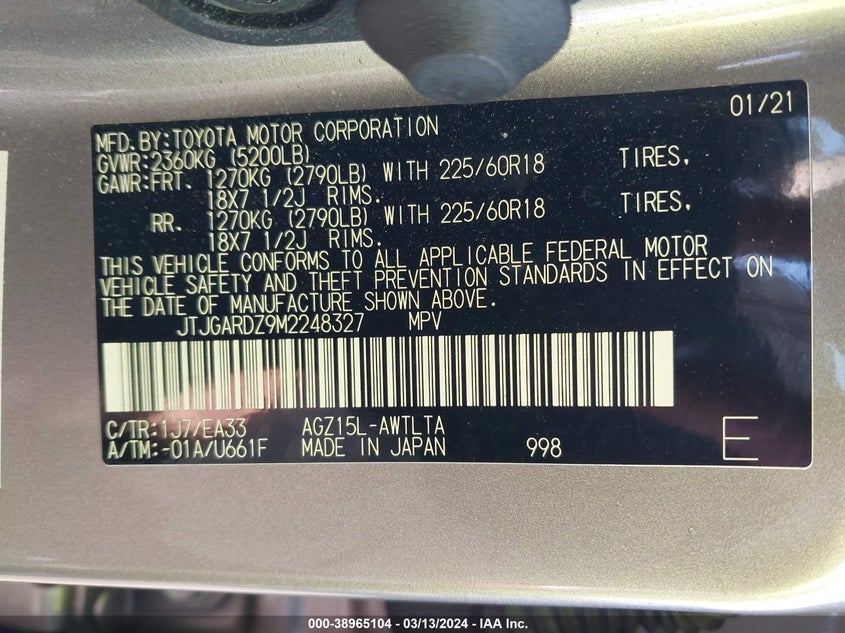 01/21
MFD.BY:TOYOTA MOTOR CORPORATION
GVWR:2360KG (5200LB)
GAWR:FRT. 1270KG (2790LB) WITH 225/60R18 TIRES,
18X7 1/2J RIMS.
RR. 1270KG (2790LB) WITH 225/60R18 TIRES,
18X7 1/2J RIMS.
THIS VEHICLE CONFORMS TO ALL APPLICABLE FEDERAL MOTOR
VEHICLE SAFETY AND THEFT PREVENTION STANDARDS IN EFFECT ON
THE DATE OF MANUFACTURE SHOWN ABOVE.
JTJGARDZ9M2248327 MPV
C/TR:1J7/EA33 AGZ15L-AWTLTA
A/TM:-01A/U661F MADE IN JAPAN 998 E
000-38965104 — 03/13/2024 — IAA Inc.